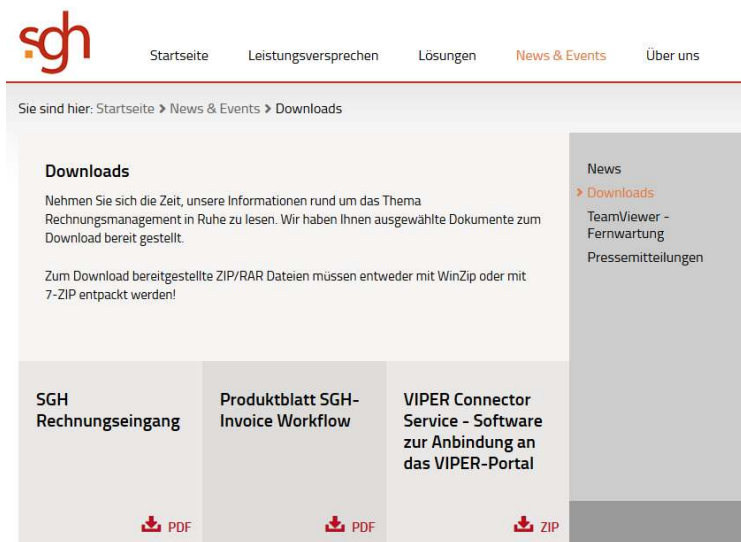 sgh
Startseite Leistungsversprechen Lösungen News & Events Über uns
Sie sind hier: Startseite > News & Events > Downloads
Downloads
Nehmen Sie sich die Zeit, unsere Informationen rund um das Thema
Rechnungsmanagement in Ruhe zu lesen. Wir haben Ihnen ausgewählte Dokumente zum
Download bereit gestellt.
Zum Download bereitgestellte ZIP/RAR Dateien müssen entweder mit WinZip oder mit
7-ZIP entpackt werden!
News
> Downloads
TeamViewer -
Fernwartung
Pressemitteilungen
SGH
Rechnungseingang
PDF
Produktblatt SGH-
Invoice Workflow
PDF
VIPER Connector
Service - Software
zur Anbindung an
das VIPER-Portal
ZIP